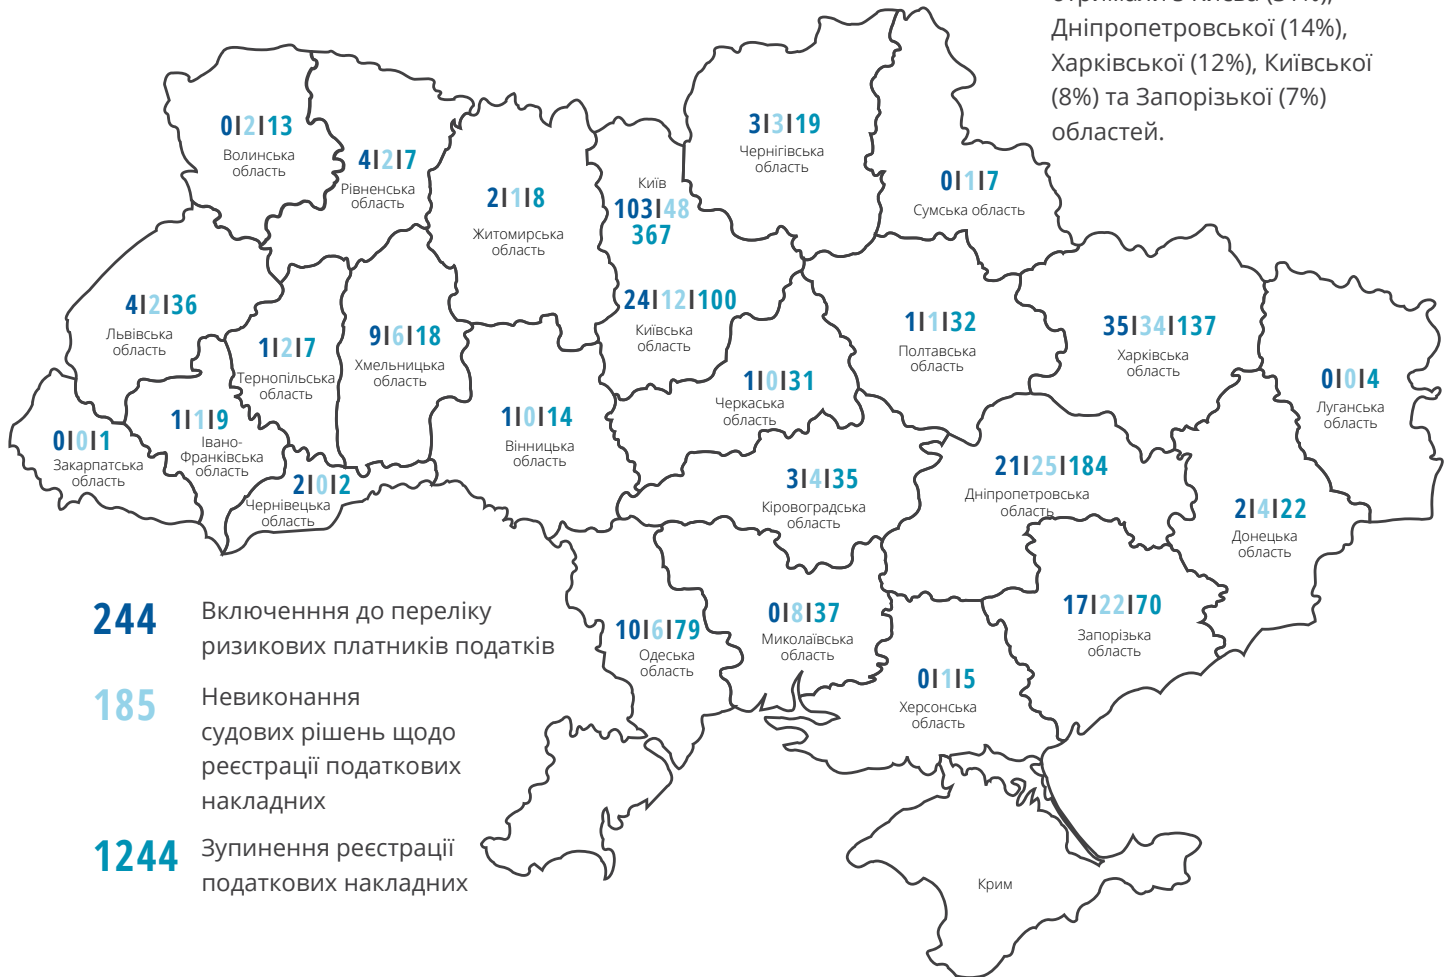 Дніпропетровської (14%),
Харківської (12%), Київської
(8%) та Запорізької (7%)
областей.
0|2|13
Волинська
область
4|2|7
Рівненська
область
2|1|8
Житомирська
область
Київ
103|48
367
3|3|19
Чернігівська
область
0|1|7
Сумська область
4|2|36
Львівська
область
1|2|7
Тернопільська
область
9|6|18
Хмельницька
область
24|12|100
Київська
область
1|1|32
Полтавська
область
35|34|137
Харківська
область
0|0|4
Луганська
область
0|0|1
Закарпатська
область
1|1|9
Івано-
Франківська
область
2|0|2
Чернівецька
область
1|0|14
Вінницька
область
1|0|31
Черкаська
область
3|4|35
Кіровоградська
область
21|25|184
Дніпропетровська
область
2|4|22
Донецька
область
10|6|79
Одеська
область
0|8|37
Миколаївська
область
0|1|5
Херсонська
область
17|22|70
Запорізька
область
Крим
244 Включенння до переліку
ризикових платників податків
185 Невиконання
судових рішень щодо
реєстрації податкових
накладних
1244 Зупинення реєстрації
податкових накладних